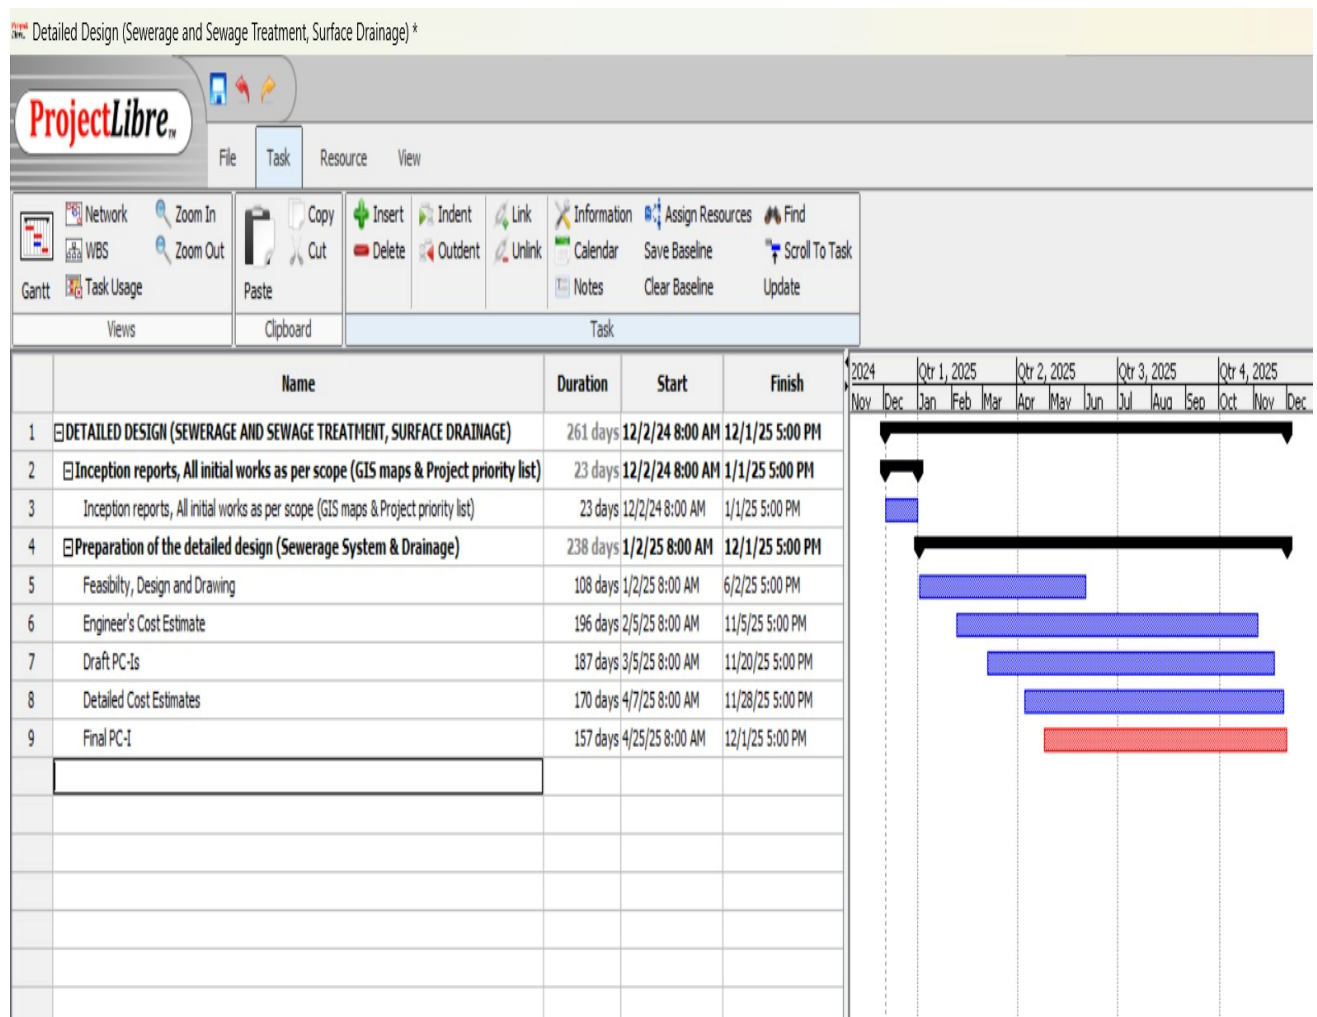 Detailed Design (Sewerage and Sewage Treatment, Surface Drainage) *
ProjectLibre TM
File Task Resource View
Network Zoom In Copy Insert Indent Link Information Assign Resources Find
WBS Zoom Out Cut Delete Outdent Unlink Calendar Save Baseline Scroll To Task
Gantt Task Usage Paste Notes Clear Baseline Update
Views Clipboard Task
Name Duration Start Finish
2024 Qtr 1, 2025 Qtr 2, 2025 Qtr 3, 2025 Qtr 4, 2025
Nov Dec Jan Feb Mar Apr May Jun Jul Aug Sep Oct Nov Dec
1 DETAILED DESIGN (SEWERAGE AND SEWAGE TREATMENT, SURFACE DRAINAGE) 261 days 12/2/24 8:00 AM 12/1/25 5:00 PM
2 Inception reports, All initial works as per scope (GIS maps & Project priority list) 23 days 12/2/24 8:00 AM 1/1/25 5:00 PM
3 Inception reports, All initial works as per scope (GIS maps & Project priority list) 23 days 12/2/24 8:00 AM 1/1/25 5:00 PM
4 Preparation of the detailed design (Sewerage System & Drainage) 238 days 1/2/25 8:00 AM 12/1/25 5:00 PM
5 Feasibilty, Design and Drawing 108 days 1/2/25 8:00 AM 6/2/25 5:00 PM
6 Engineer's Cost Estimate 196 days 2/5/25 8:00 AM 11/5/25 5:00 PM
7 Draft PC-Is 187 days 3/5/25 8:00 AM 11/20/25 5:00 PM
8 Detailed Cost Estimates 170 days 4/7/25 8:00 AM 11/28/25 5:00 PM
9 Final PC-I 157 days 4/25/25 8:00 AM 12/1/25 5:00 PM